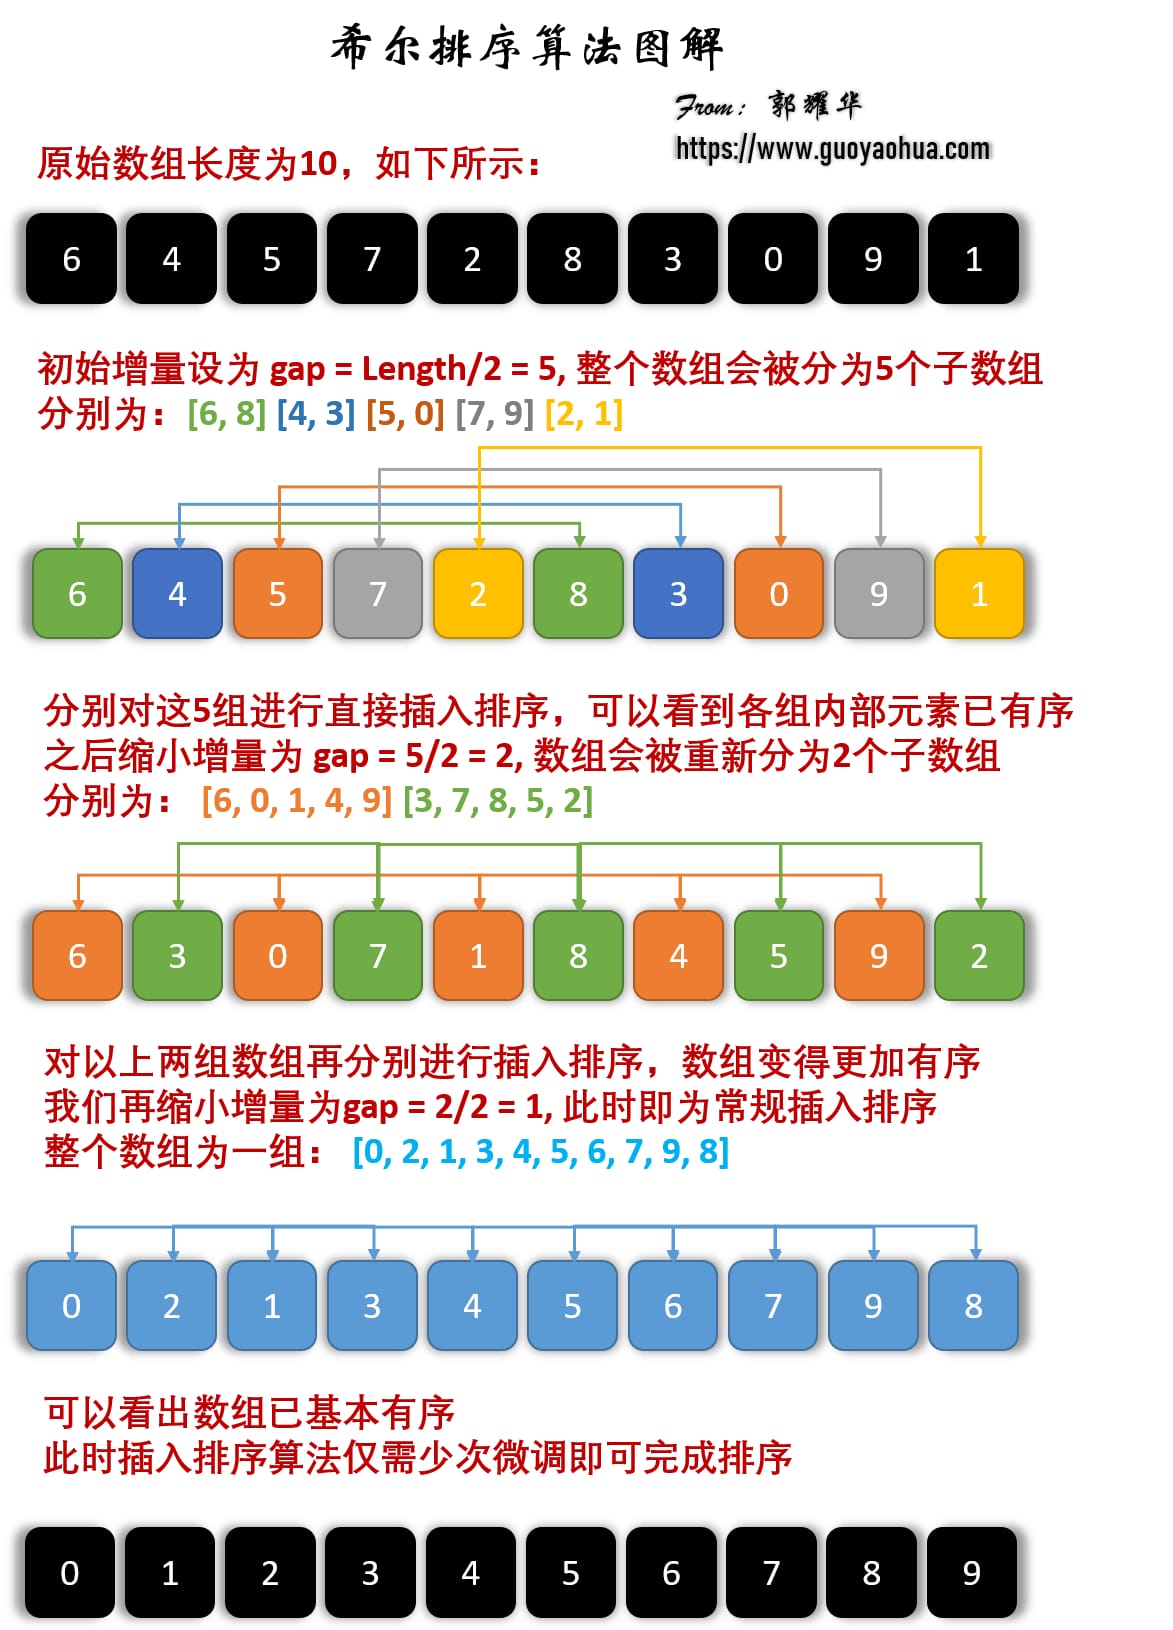 希尔排序算法图解
From：郭耀华
https://www.guoyaohua.com
原始数组长度为10，如下所示：
6 4 5 7 2 8 3 0 9 1
初始增量设为 gap = Length/2 = 5, 整个数组会被分为5个子数组
分别为：[6, 8] [4, 3] [5, 0] [7, 9] [2, 1]
6 4 5 7 2 8 3 0 9 1
分别对这5组进行直接插入排序，可以看到各组内部元素已有序
之后缩小增量为 gap = 5/2 = 2, 数组会被重新分为2个子数组
分别为： [6, 0, 1, 4, 9] [3, 7, 8, 5, 2]
6 3 0 7 1 8 4 5 9 2
对以上两组数组再分别进行插入排序，数组变得更加有序
我们再缩小增量为gap = 2/2 = 1, 此时即为常规插入排序
整个数组为一组： [0, 2, 1, 3, 4, 5, 6, 7, 9, 8]
0 2 1 3 4 5 6 7 9 8
可以看出数组已基本有序
此时插入排序算法仅需少次微调即可完成排序
0 1 2 3 4 5 6 7 8 9